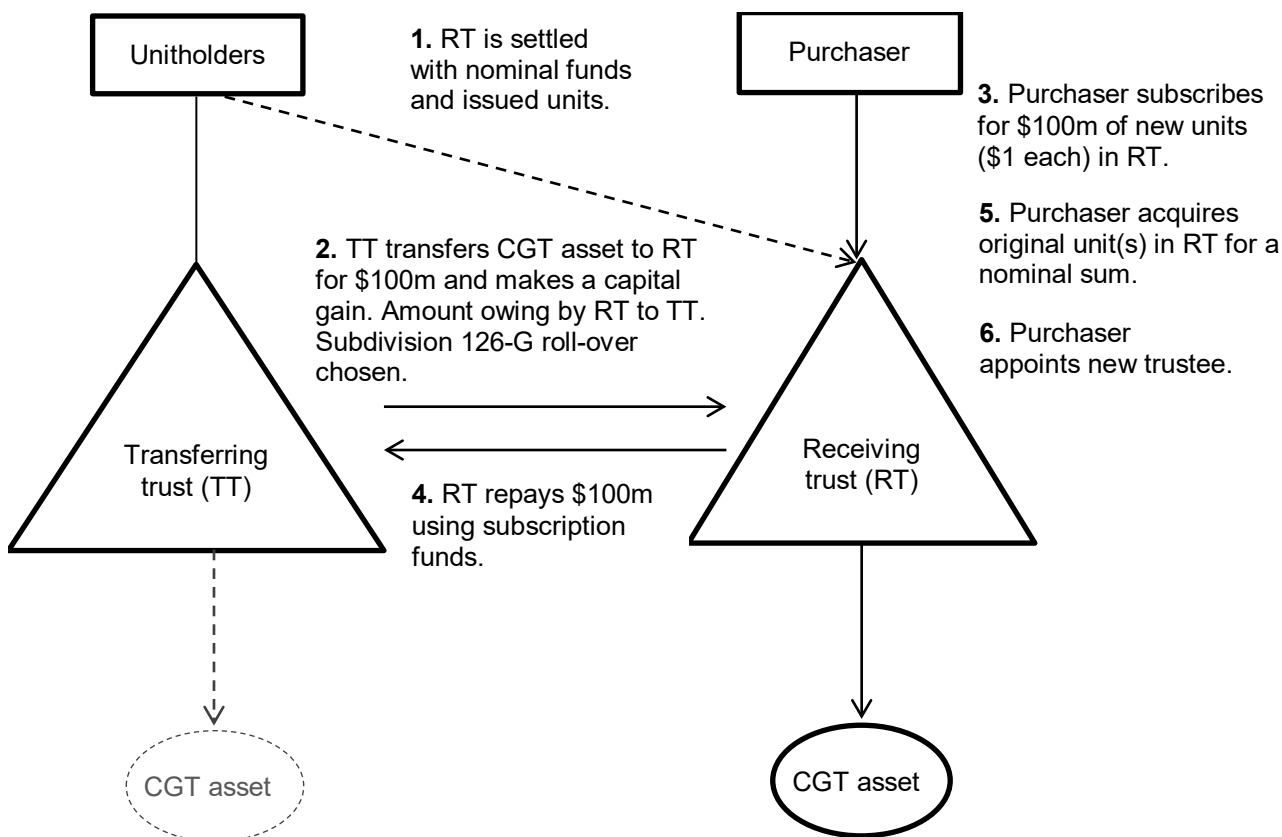 Unitholders
1. RT is settled
with nominal funds
and issued units.
Purchaser
3. Purchaser subscribes
for $100m of new units
($1 each) in RT.
5. Purchaser acquires
original unit(s) in RT for a
nominal sum.
6. Purchaser
appoints new trustee.
2. TT transfers CGT asset to RT
for $100m and makes a capital
gain. Amount owing by RT to TT.
Subdivision 126-G roll-over
chosen.
Transferring
trust (TT)
4. RT repays $100m
using subscription
funds.
Receiving
trust (RT)
CGT asset
CGT asset